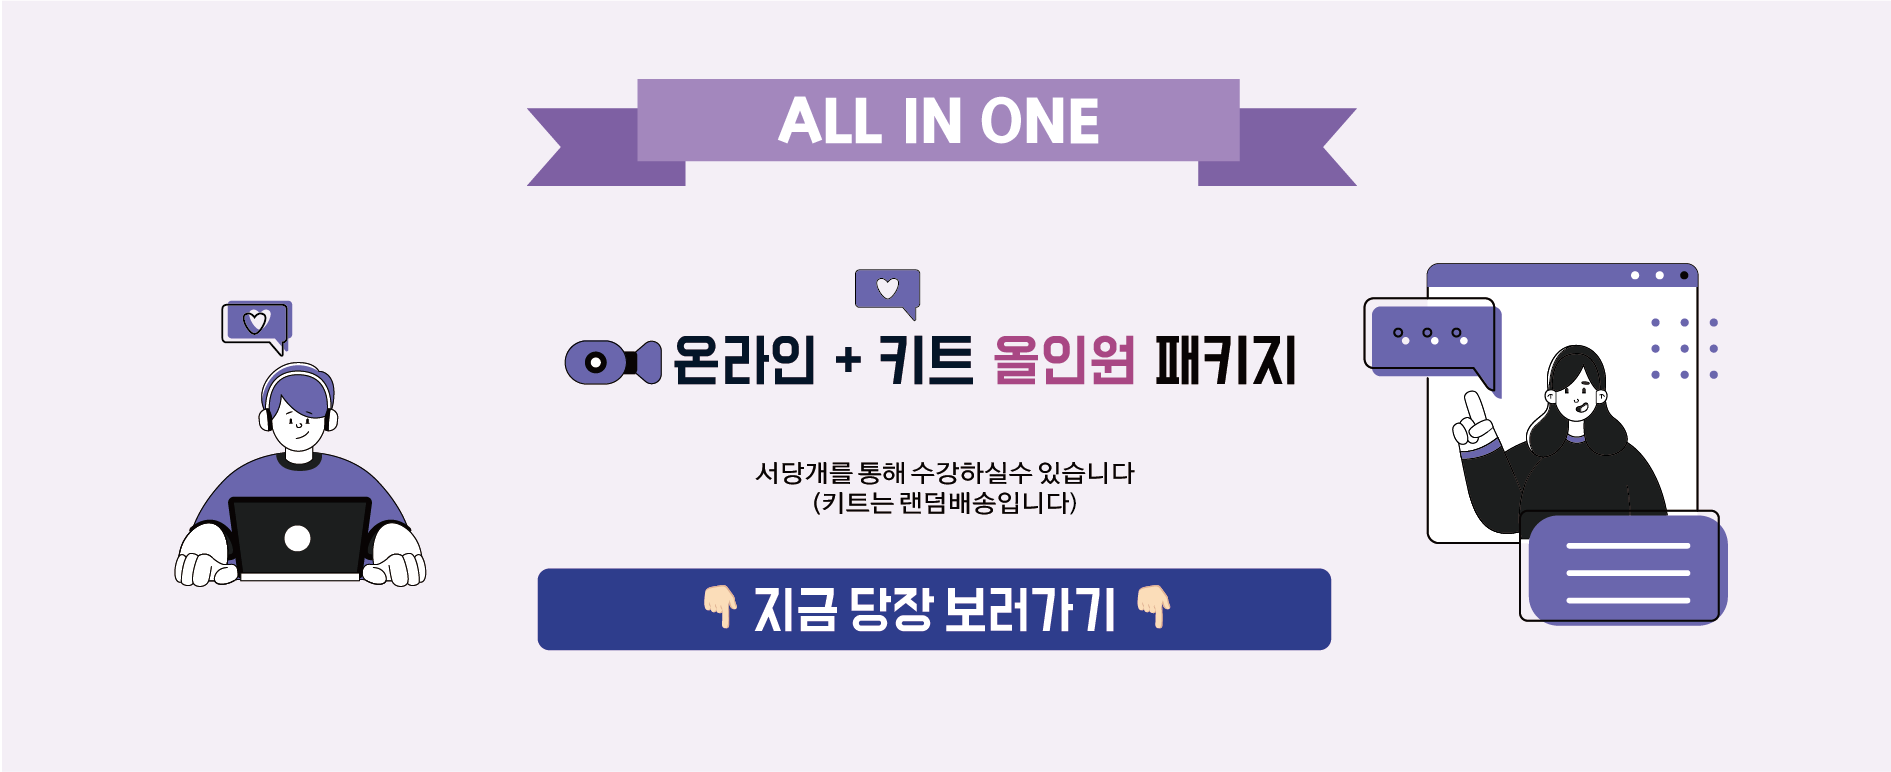 ALL IN ONE
온라인 + 키트 올인원 패키지
서당개를 통해 수강하실수 있습니다
(키트는 랜덤배송입니다)
👇🏻 지금 당장 보러가기 👇🏻